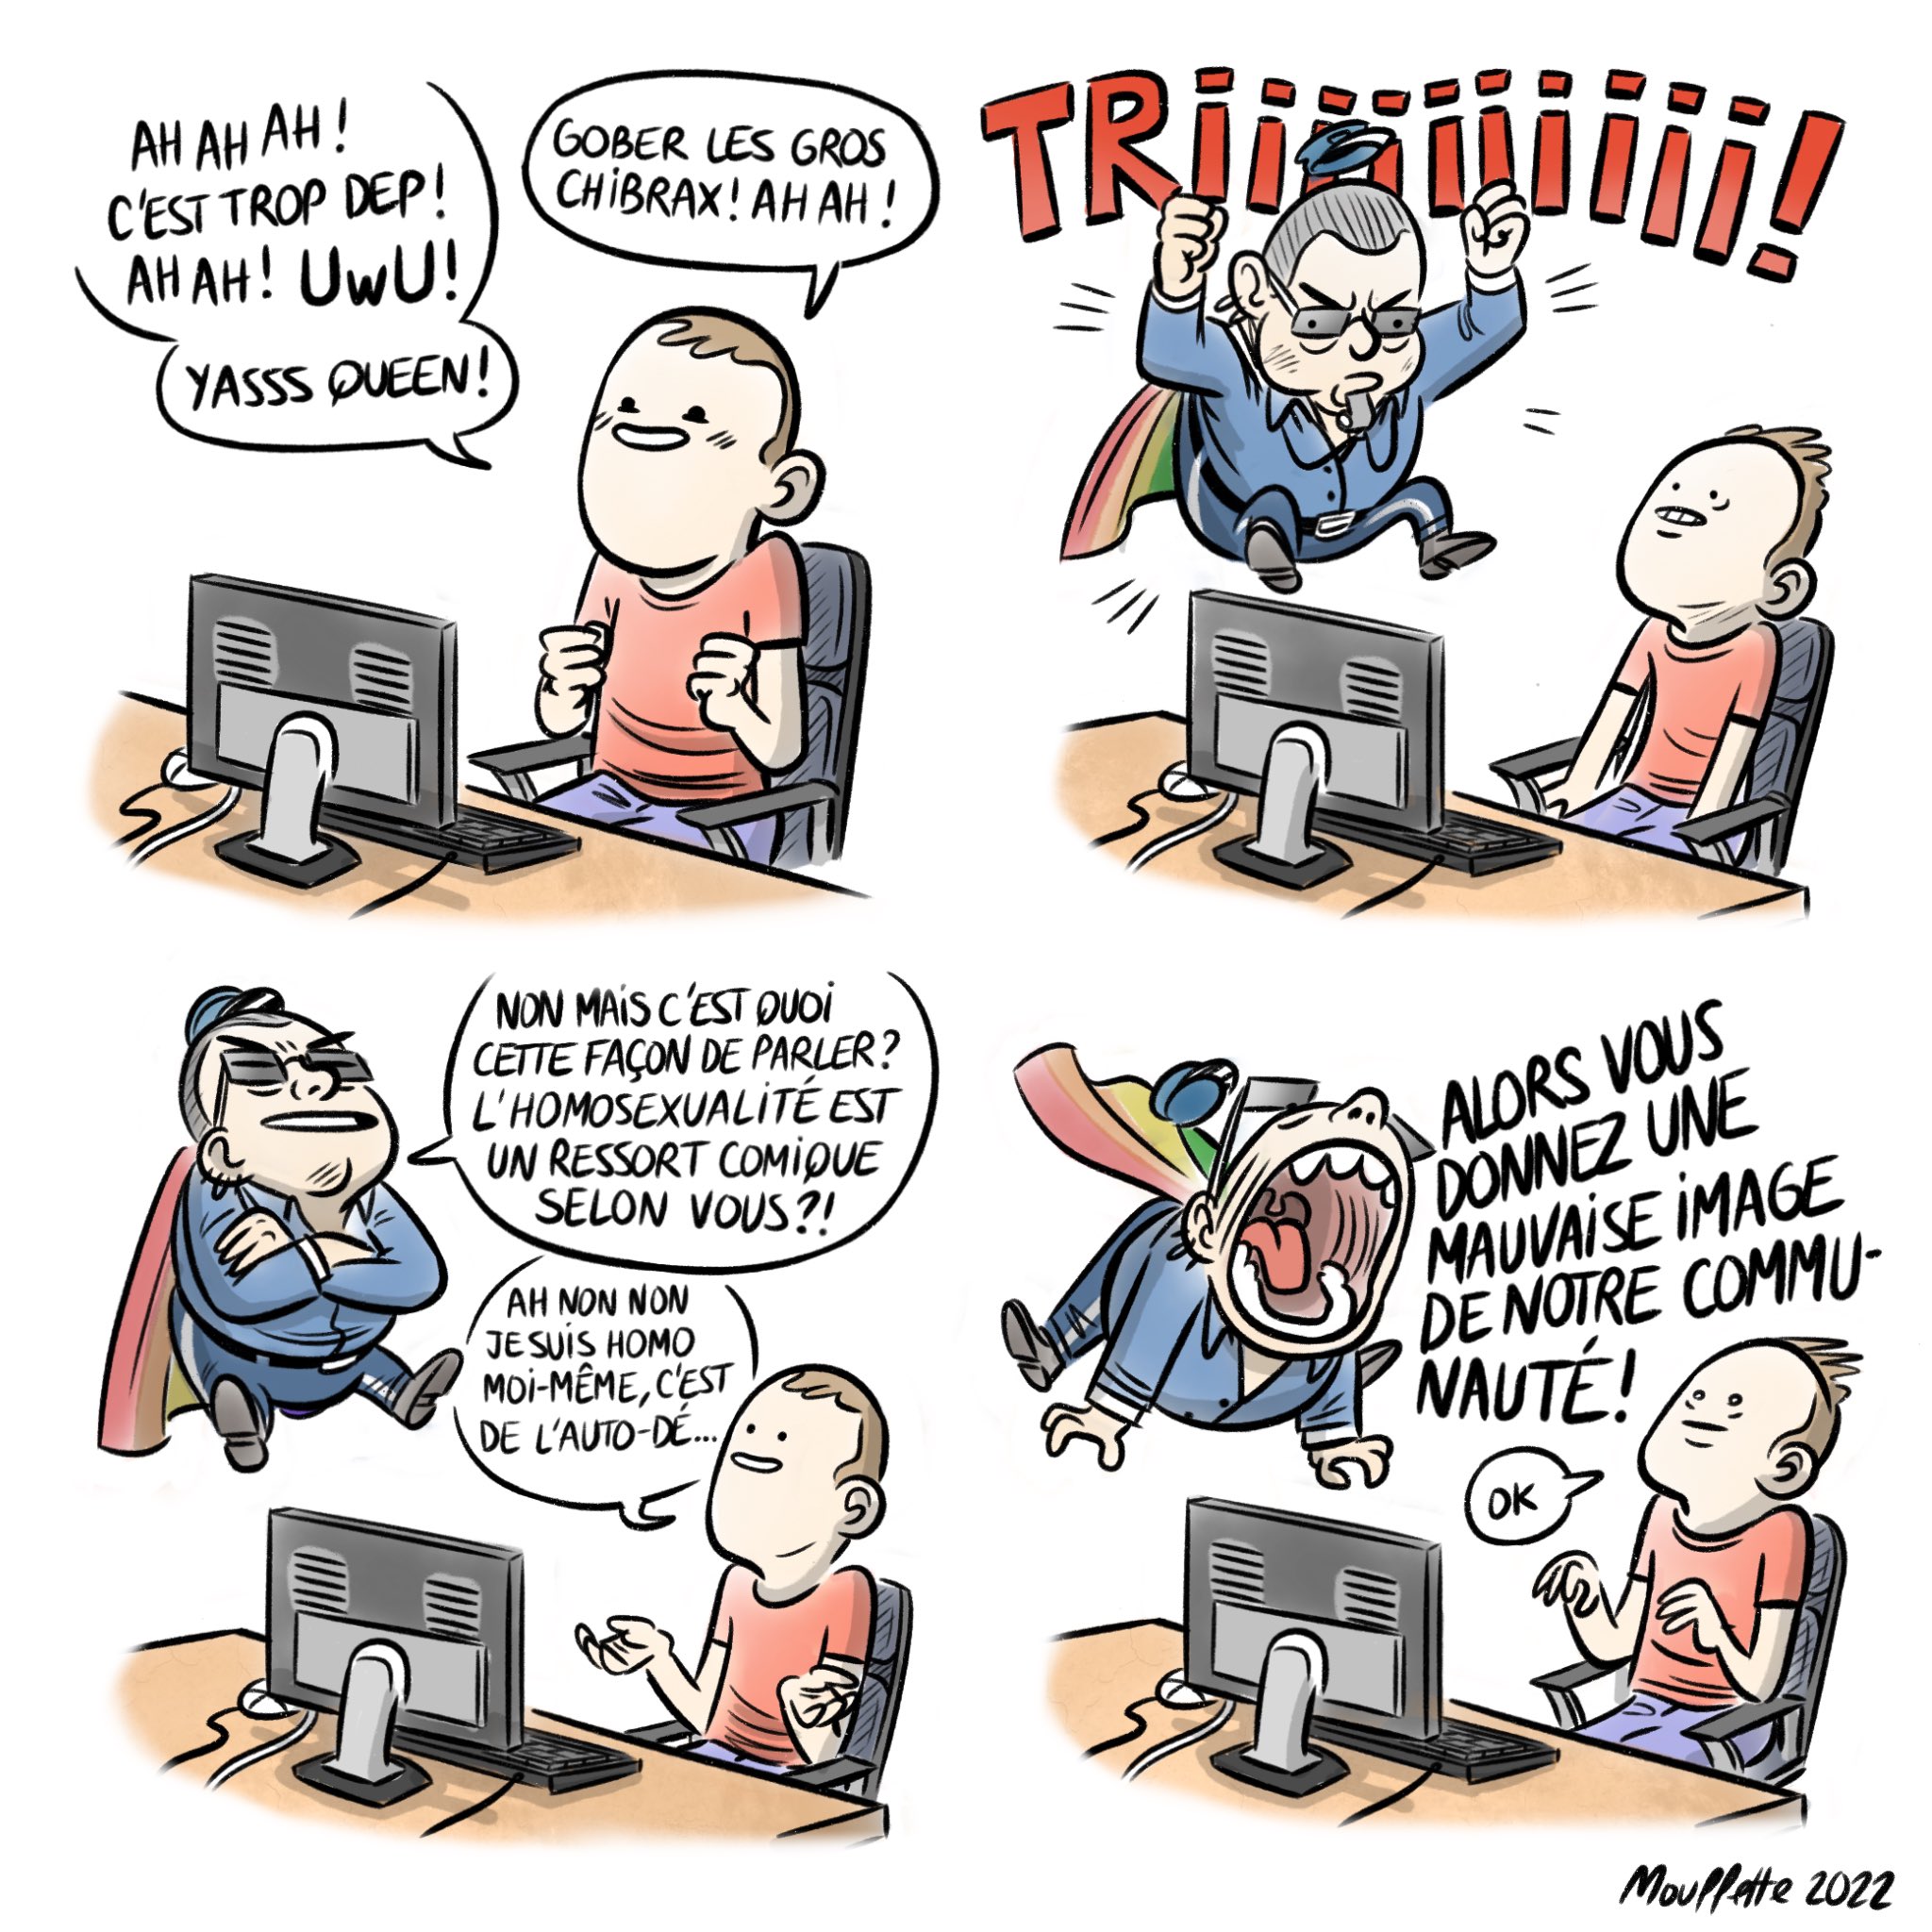 AH AH AH !
C'EST TROP DEP !
AH AH ! UwU !
YASSS QUEEN !
GOBER LES GROS
CHiBRAX ! AH AH !
TRiiiiiiiiiii !
NON MAiS C'EST QUOi
CETTE FAÇON DE PARLER ?
L'HOMOSEXUALiTÉ EST
UN RESSORT COMiQUE
SELON VOUS ?!
AH NON NON
JE SUiS HOMO
MOi-MÊME, C'EST
DE L'AUTO-DÉ...
ALORS VOUS
DONNEZ UNE
MAUVAiSE iMAGE
DE NOTRE COMMU-
NAUTÉ !
OK
Mouffette 2022